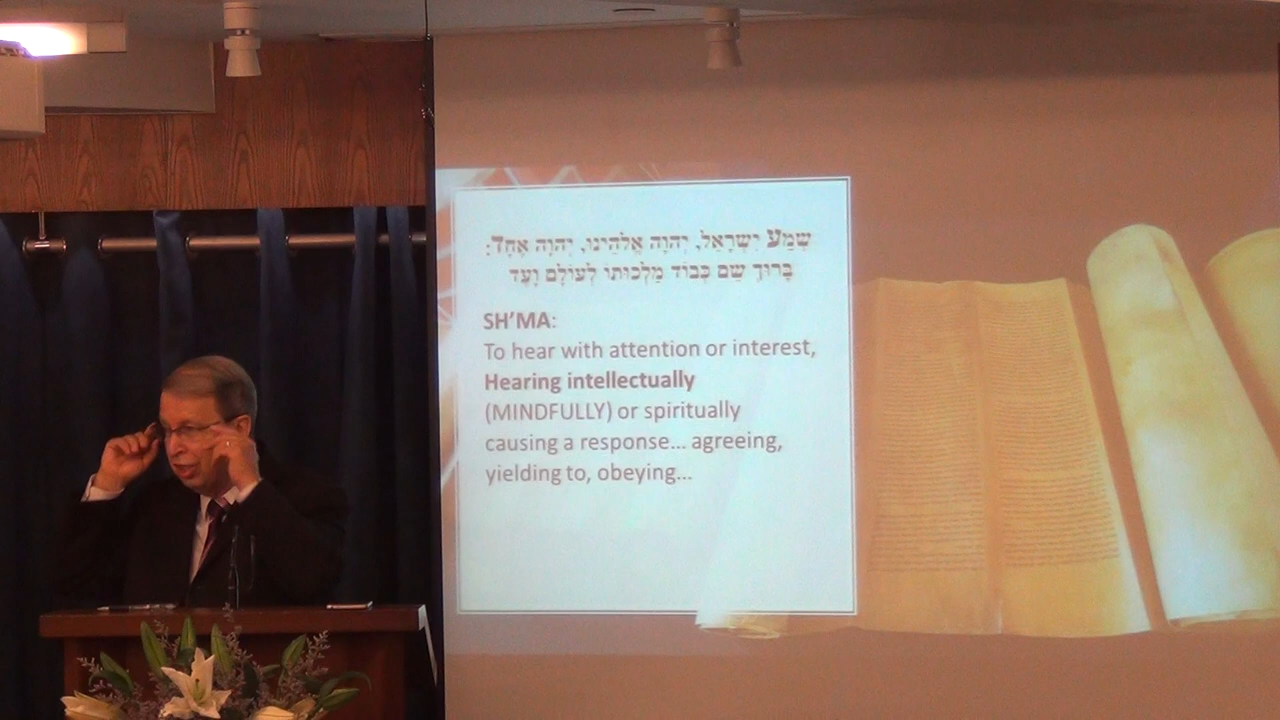 שְׁמַע יִשְׂרָאֵל, יְהוָה אֱלֹהֵינוּ, יְהוָה אֶחָד:
בָּרוּךְ שֵׁם כְּבוֹד מַלְכוּתוֹ לְעוֹלָם וָעֶד
SH’MA:
To hear with attention or interest,
Hearing intellectually
(MINDFULLY) or spiritually
causing a response... agreeing,
yielding to, obeying...